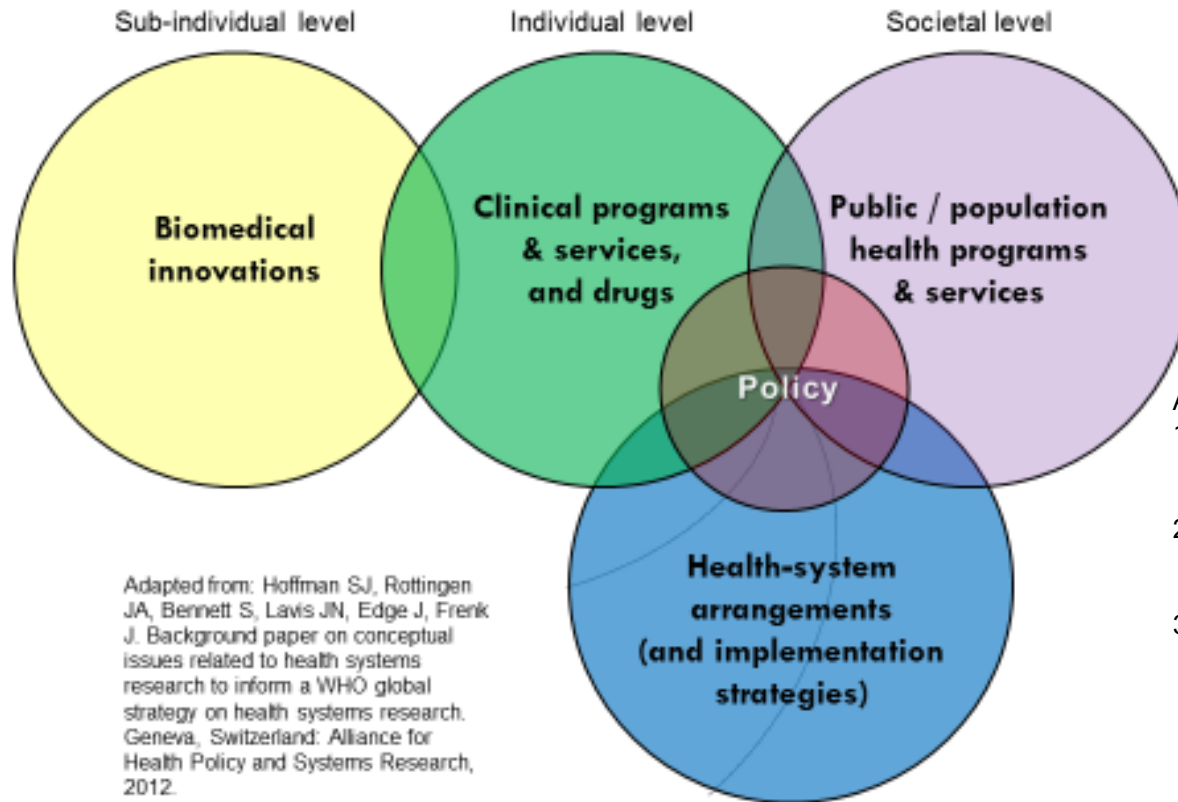 Sub-individual level
Individual level
Societal level
Biomedical
innovations
Clinical programs
& services,
and drugs
Public / population
health programs
& services
Policy
Health-system
arrangements
(and implementation
strategies)
Adapted from: Hoffman SJ, Rottingen
JA, Bennett S, Lavis JN, Edge J, Frenk
J. Background paper on conceptual
issues related to health systems
research to inform a WHO global
strategy on health systems research.
Geneva, Switzerland: Alliance for
Health Policy and Systems Research,
2012.